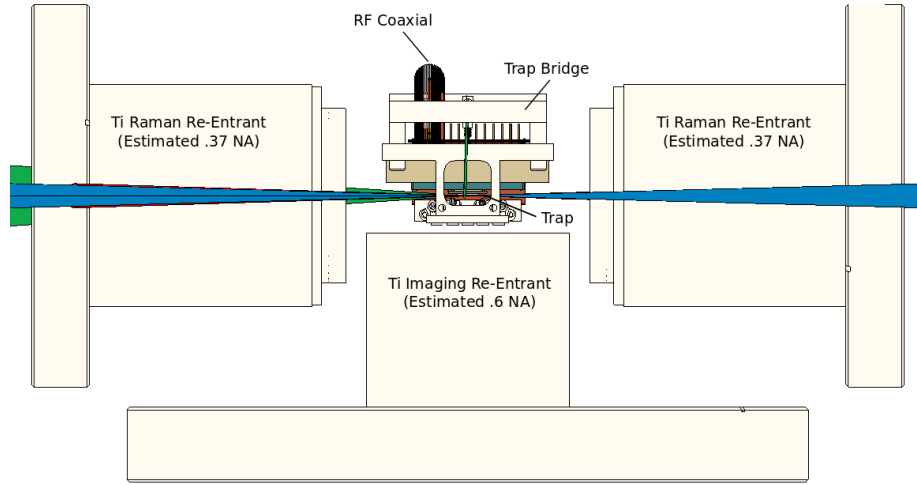 RF Coaxial
Trap Bridge
Ti Raman Re-Entrant
(Estimated .37 NA)
Ti Raman Re-Entrant
(Estimated .37 NA)
Trap
Ti Imaging Re-Entrant
(Estimated .6 NA)